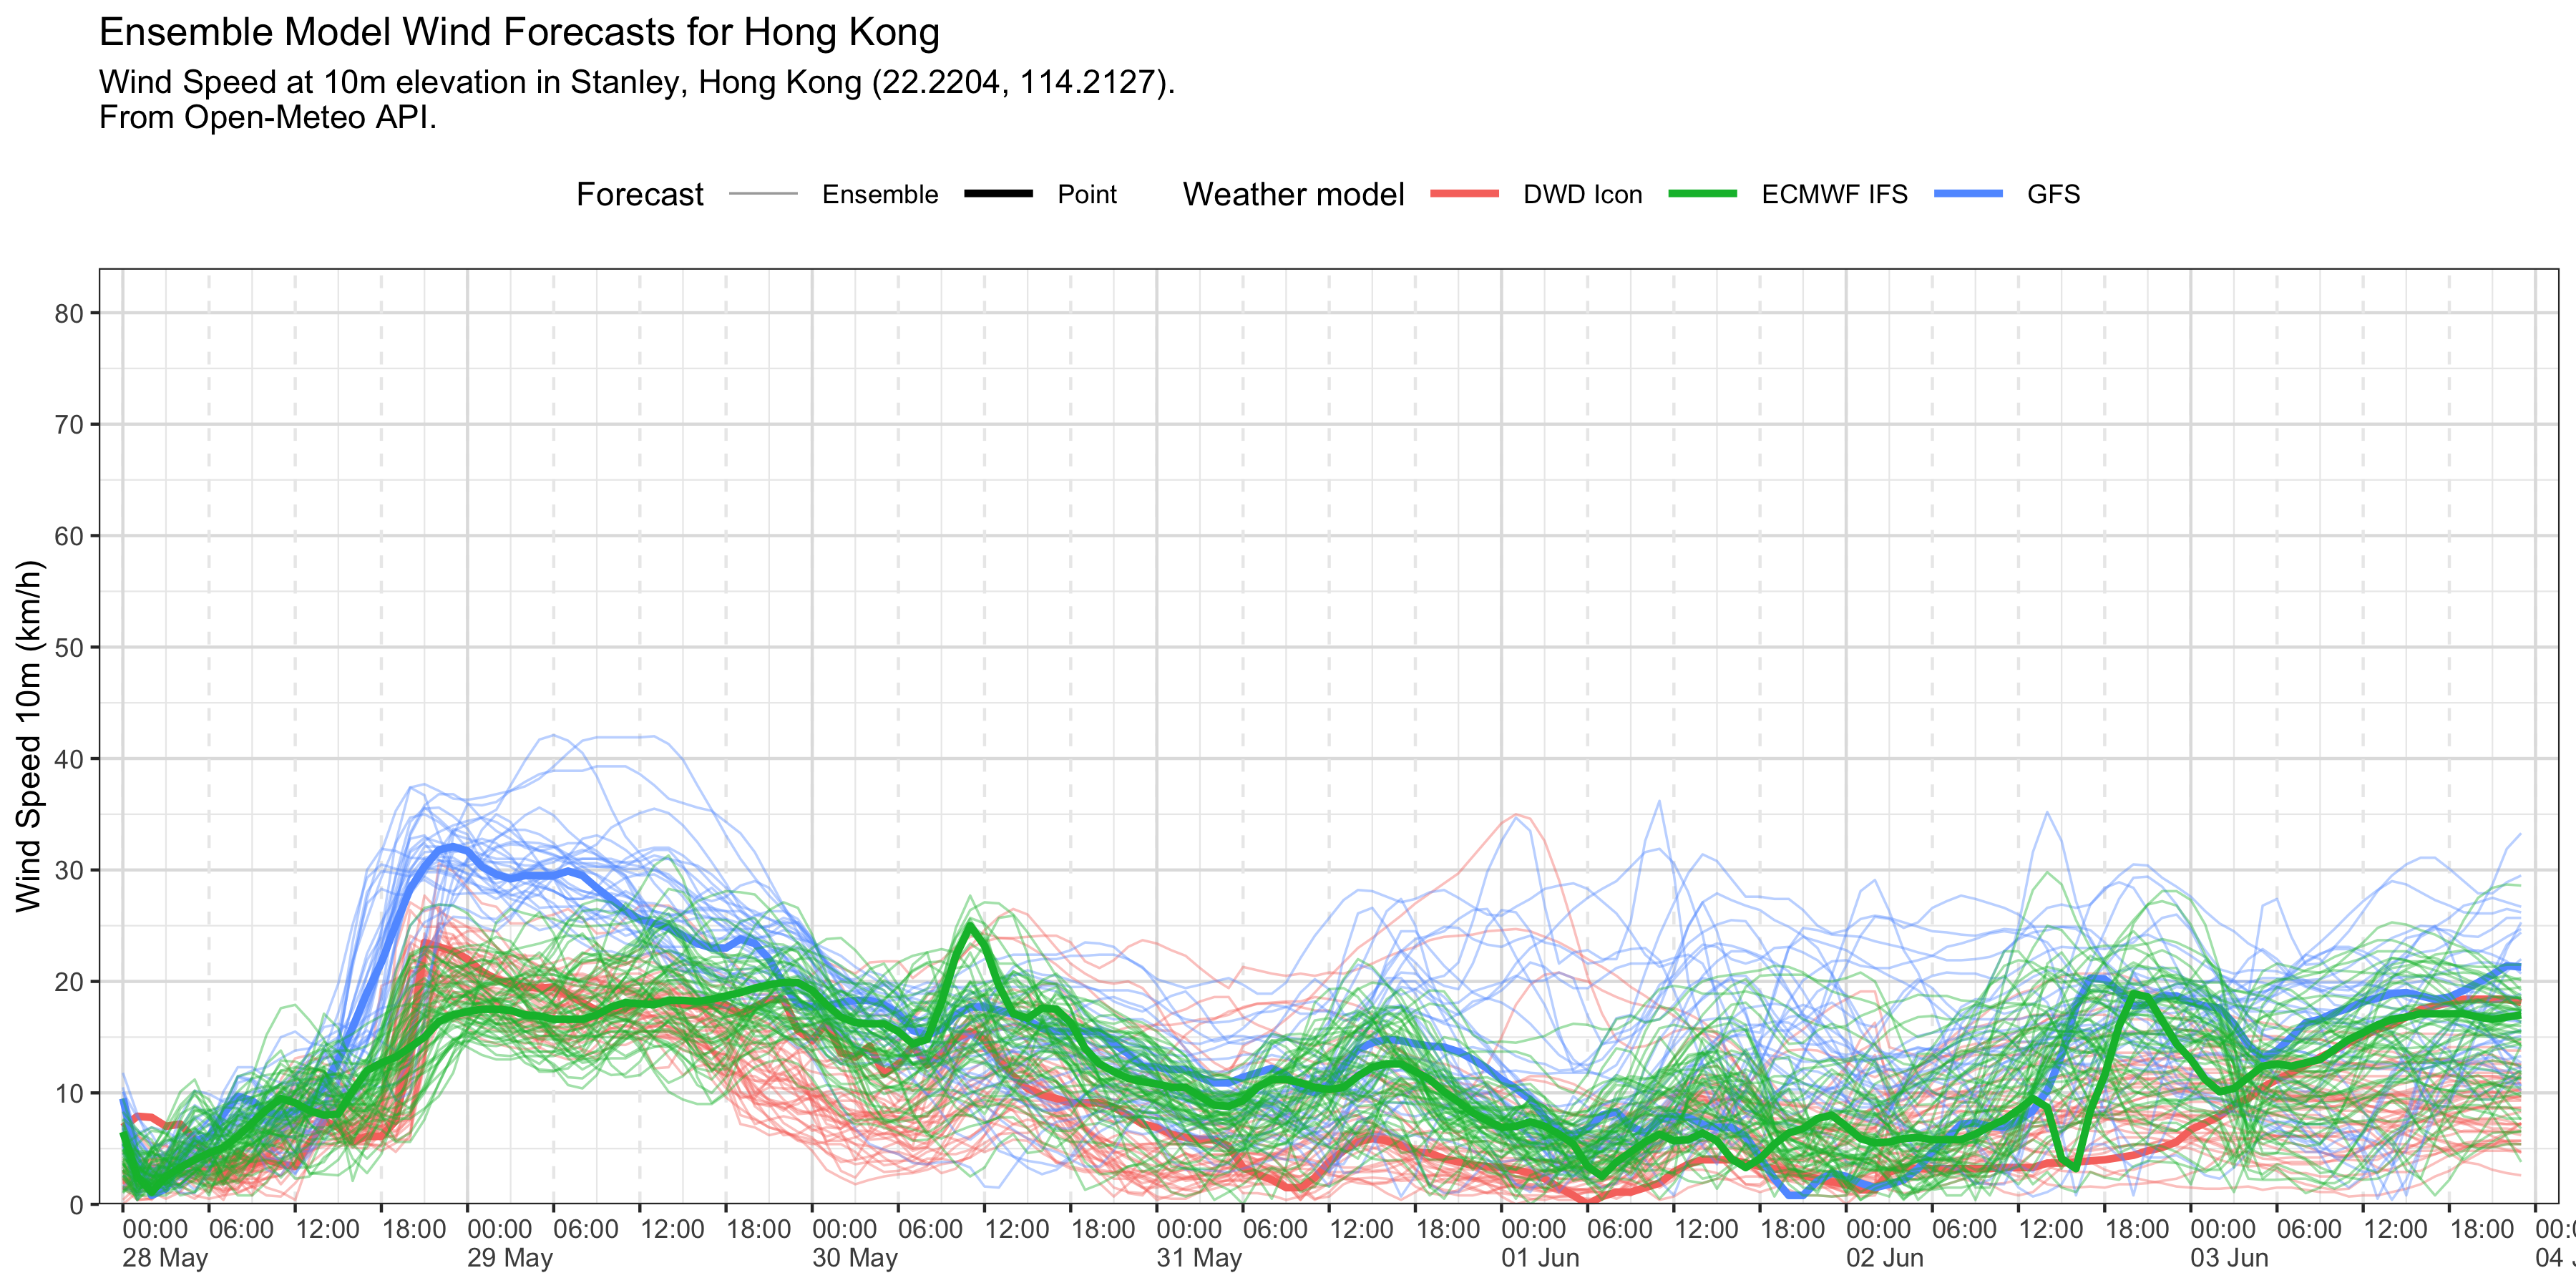 Ensemble Model Wind Forecasts for Hong Kong
Wind Speed at 10m elevation in Stanley, Hong Kong (22.2204, 114.2127).
From Open-Meteo API.
Forecast Ensemble Point Weather model DWD Icon ECMWF IFS GFS
Wind Speed 10m (km/h)
80
70
60
50
40
30
20
10
0
00:00 06:00 12:00 18:00 00:00 06:00 12:00 18:00 00:00 06:00 12:00 18:00 00:00 06:00 12:00 18:00 00:00 06:00 12:00 18:00 00:00 06:00 12:00 18:00 00:00 06:00 12:00 18:00
28 May 29 May 30 May 31 May 01 Jun 02 Jun 03 Jun 04